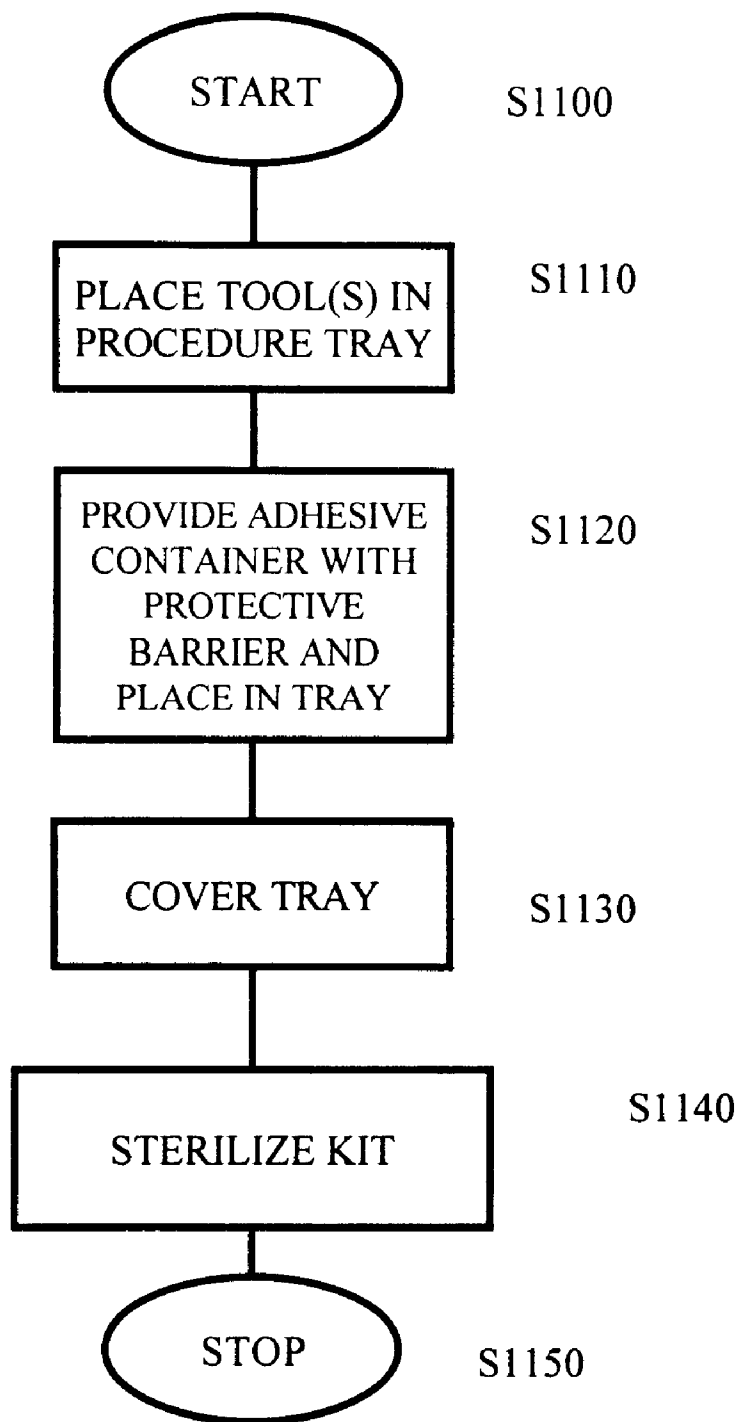 START
S1100
PLACE TOOL(S) IN
PROCEDURE TRAY
S1110
PROVIDE ADHESIVE
CONTAINER WITH
PROTECTIVE
BARRIER AND
PLACE IN TRAY
S1120
COVER TRAY
S1130
STERILIZE KIT
S1140
STOP
S1150